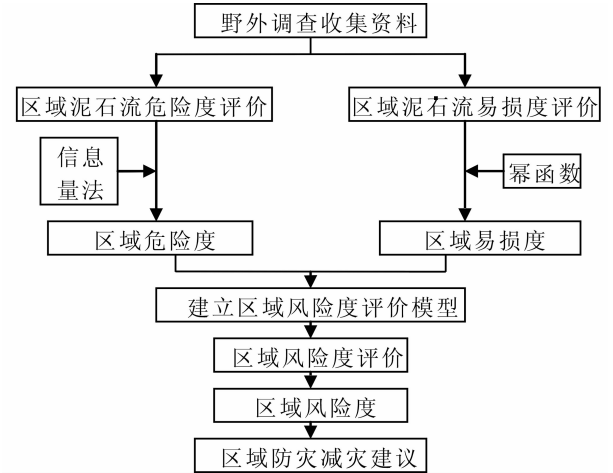 野外调查收集资料
区域泥石流危险度评价
区域泥石流易损度评价
信息
量法
幂函数
区域危险度
区域易损度
建立区域风险度评价模型
区域风险度评价
区域风险度
区域防灾减灾建议